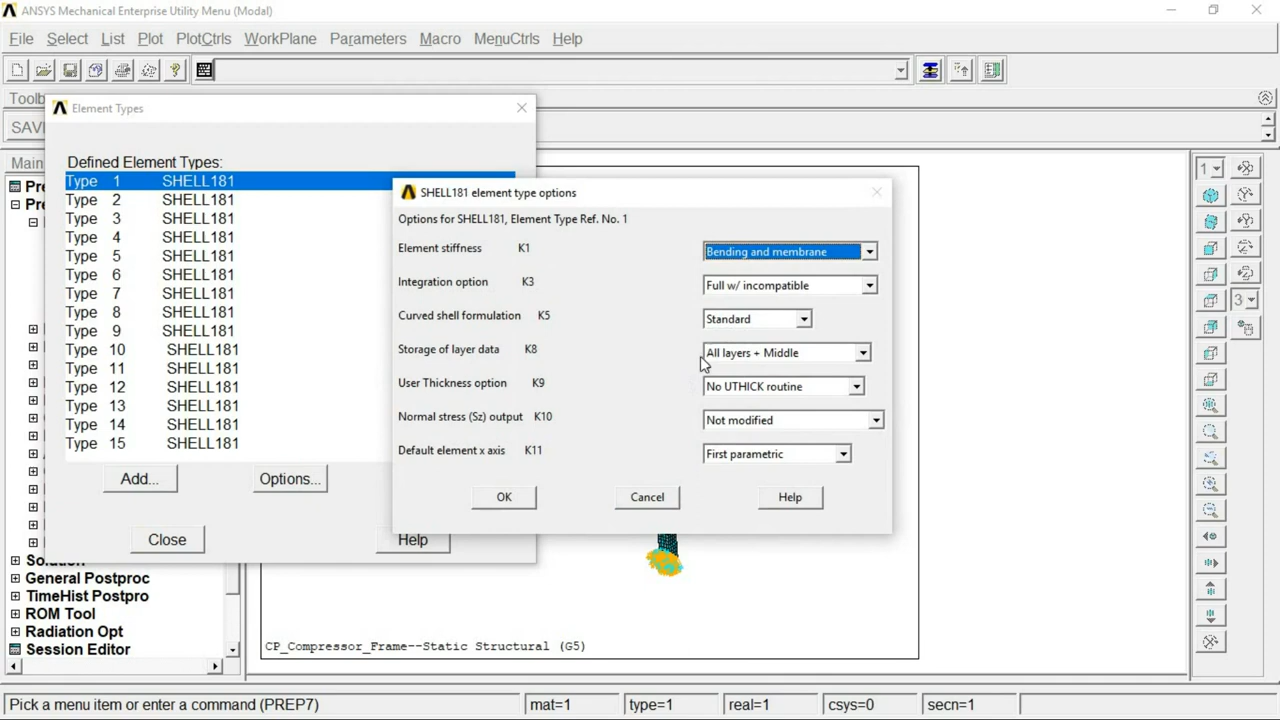 ANSYS Mechanical Enterprise Utility Menu (Modal)
File Select List Plot PlotCtrls WorkPlane Parameters Macro MenuCtrls Help
Element Types
Defined Element Types:
Type 1 SHELL181
Type 2 SHELL181
Type 3 SHELL181
Type 4 SHELL181
Type 5 SHELL181
Type 6 SHELL181
Type 7 SHELL181
Type 8 SHELL181
Type 9 SHELL181
Type 10 SHELL181
Type 11 SHELL181
Type 12 SHELL181
Type 13 SHELL181
Type 14 SHELL181
Type 15 SHELL181
Add... Options...
Close Help
SHELL181 element type options
Options for SHELL181, Element Type Ref. No. 1
Element stiffness K1 Bending and membrane
Integration option K3 Full w/ incompatible
Curved shell formulation K5 Standard
Storage of layer data K8 All layers + Middle
User Thickness option K9 No UTHICK routine
Normal stress (Sz) output K10 Not modified
Default element x axis K11 First parametric
OK Cancel Help
1
3
Main
General Postproc
TimeHist Postpro
ROM Tool
Radiation Opt
Session Editor
CP_Compressor_Frame--Static Structural (G5)
Pick a menu item or enter a command (PREP7) mat=1 type=1 real=1 csys=0 secn=1